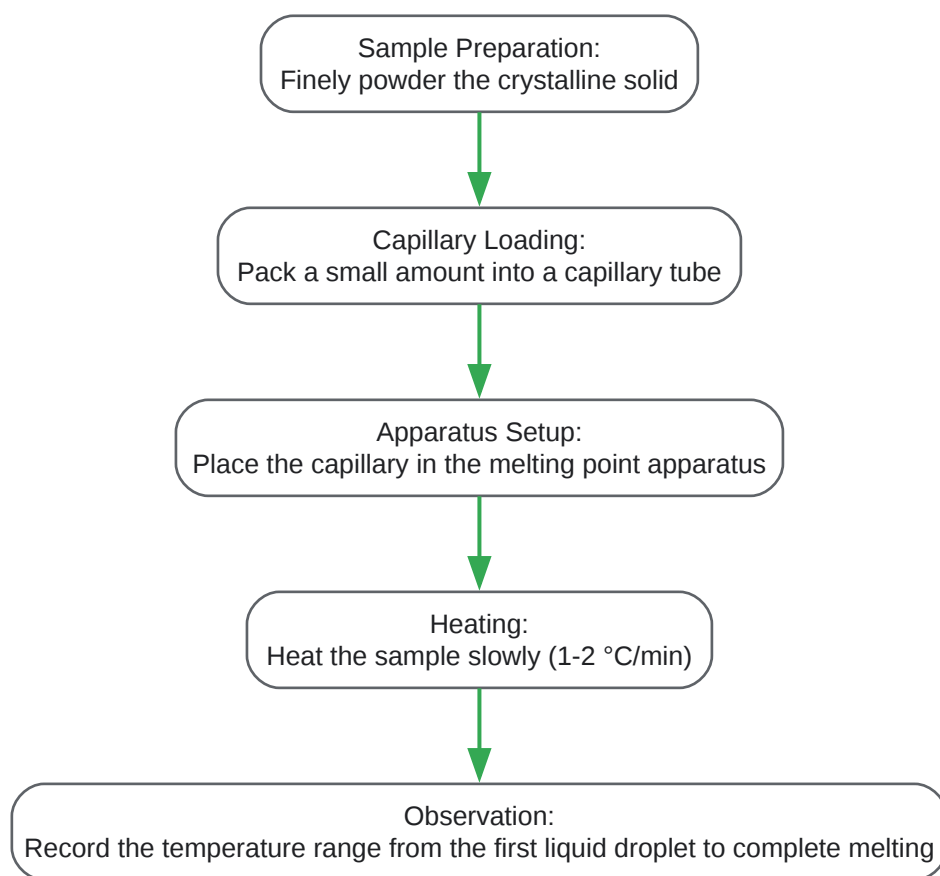 Sample Preparation:
Finely powder the crystalline solid
Capillary Loading:
Pack a small amount into a capillary tube
Apparatus Setup:
Place the capillary in the melting point apparatus
Heating:
Heat the sample slowly (1-2 °C/min)
Observation:
Record the temperature range from the first liquid droplet to complete melting